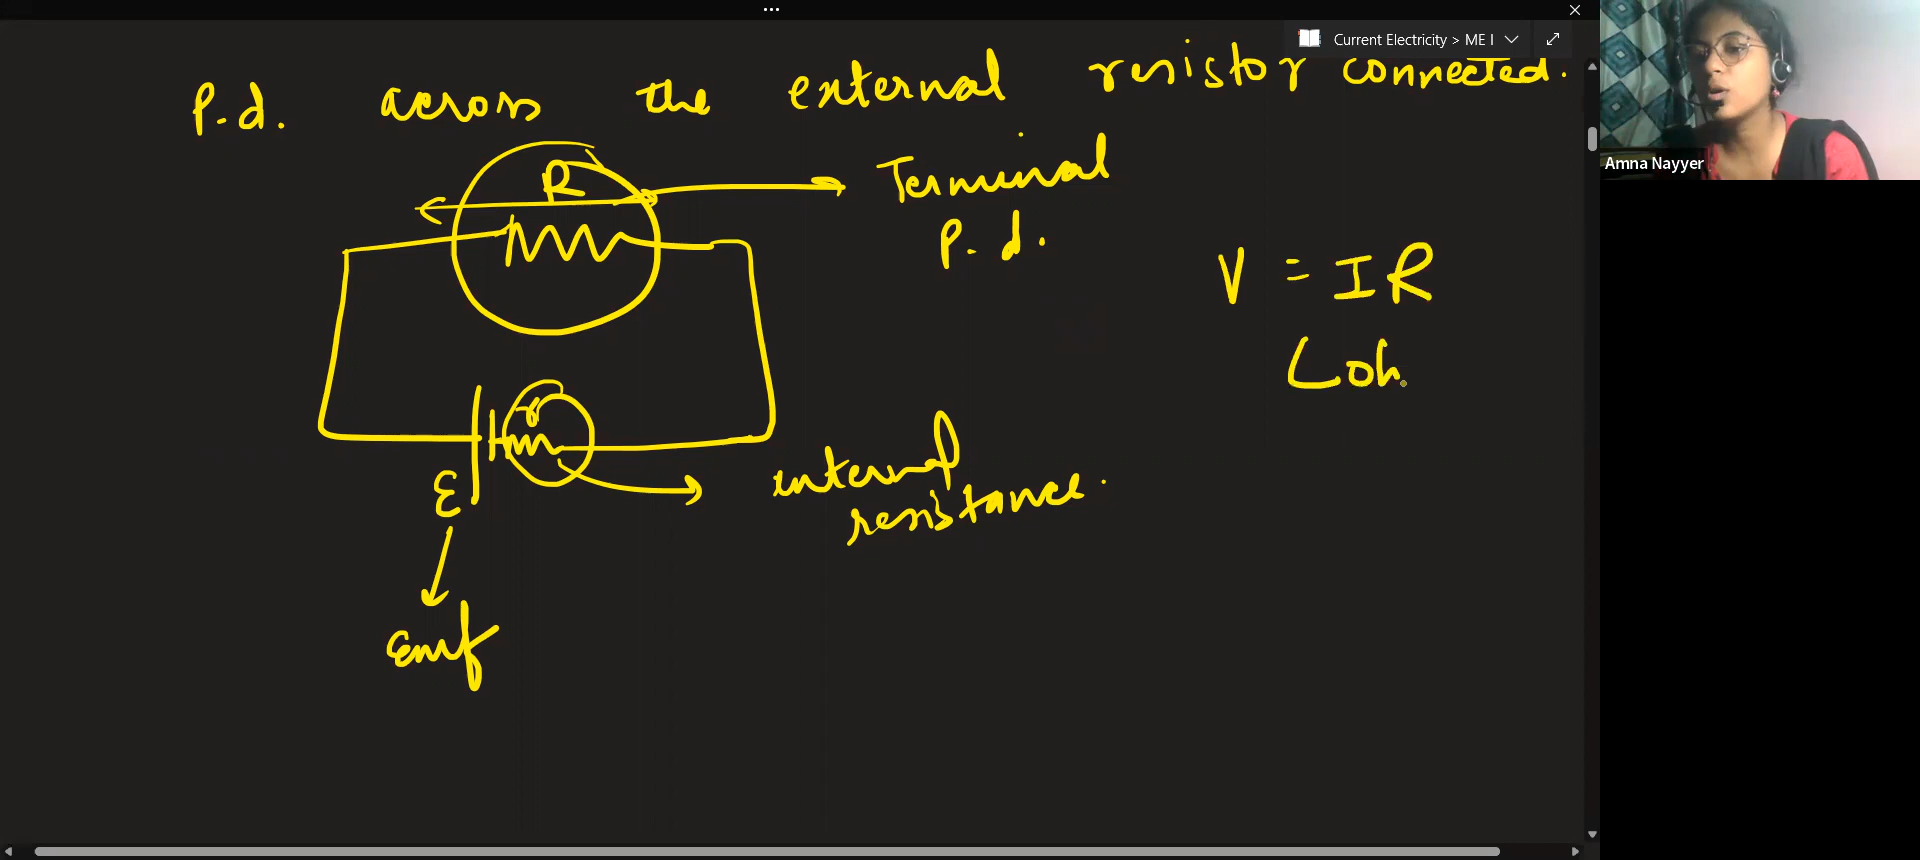 Current Electricity > ME I
P.d. across the external resistor connected.
R
Terminal
P.d.
V = IR
Loh
r
internal
resistance.
ε
Emf
Amna Nayyer